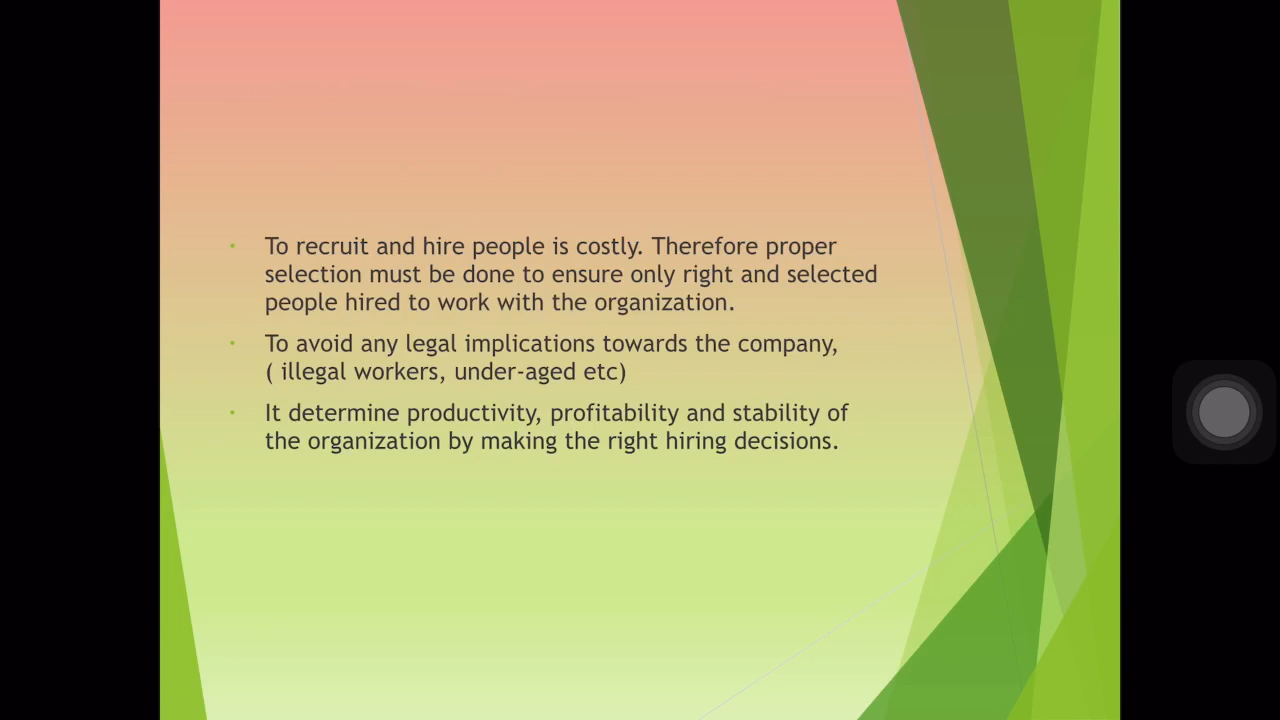 • To recruit and hire people is costly. Therefore proper
selection must be done to ensure only right and selected
people hired to work with the organization.
• To avoid any legal implications towards the company,
( illegal workers, under-aged etc)
• It determine productivity, profitability and stability of
the organization by making the right hiring decisions.